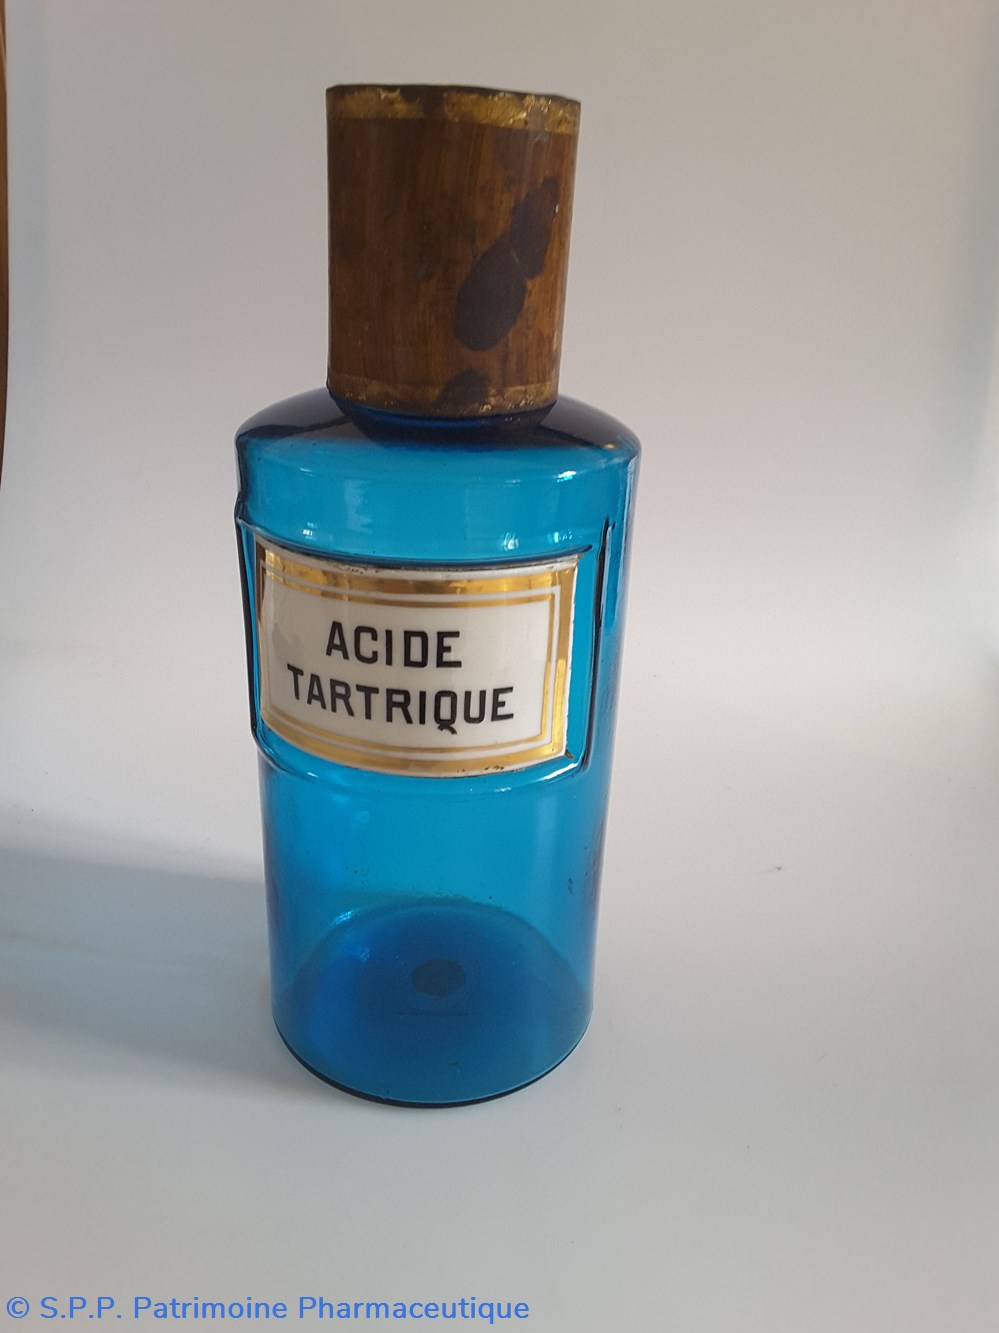 ACIDE
TARTRIQUE
© S.P.P. Patrimoine Pharmaceutique